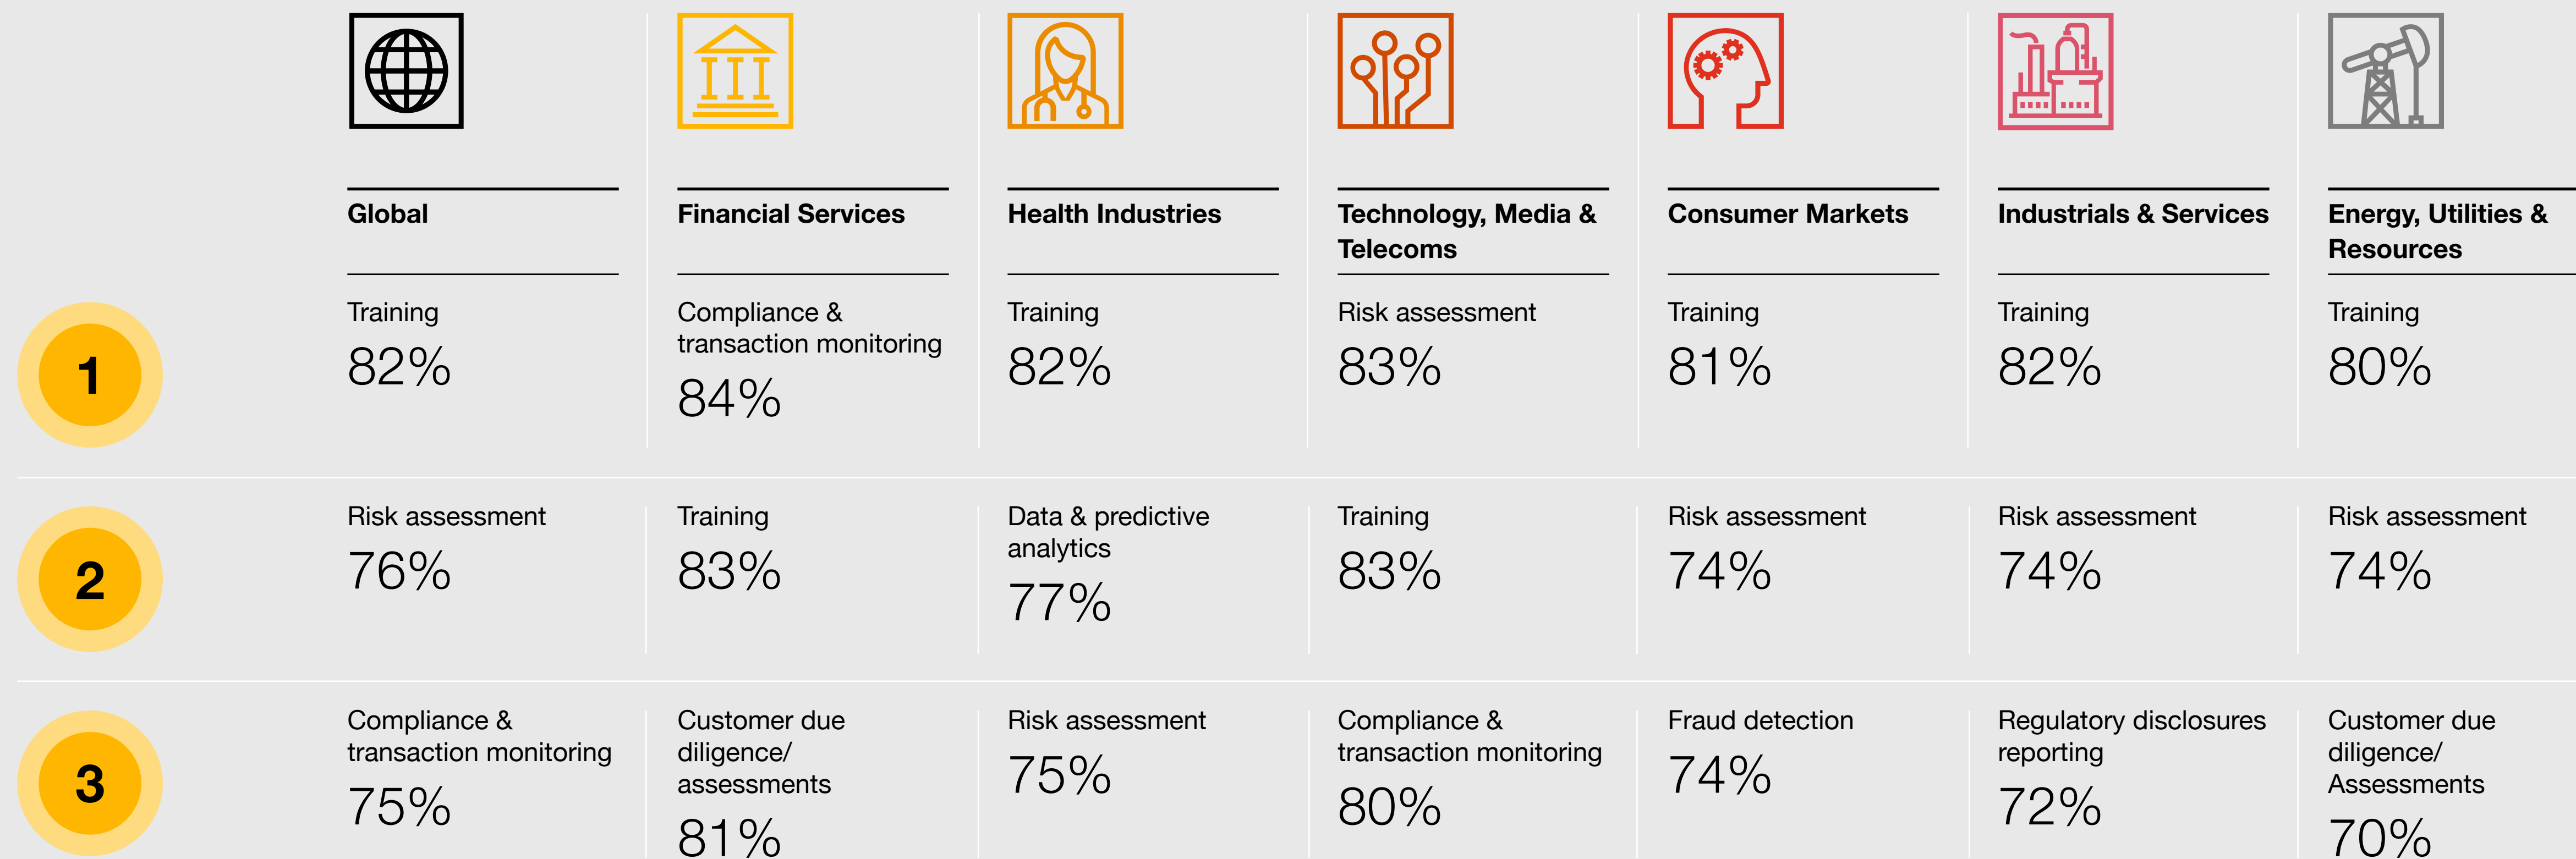 Global
Financial Services
Health Industries
Technology, Media &
Telecoms
Consumer Markets
Industrials & Services
Energy, Utilities &
Resources
1
Training
82%
Compliance &
transaction monitoring
84%
Training
82%
Risk assessment
83%
Training
81%
Training
82%
Training
80%
2
Risk assessment
76%
Training
83%
Data & predictive
analytics
77%
Training
83%
Risk assessment
74%
Risk assessment
74%
Risk assessment
74%
3
Compliance &
transaction monitoring
75%
Customer due
diligence/
assessments
81%
Risk assessment
75%
Compliance &
transaction monitoring
80%
Fraud detection
74%
Regulatory disclosures
reporting
72%
Customer due
diligence/
Assessments
70%